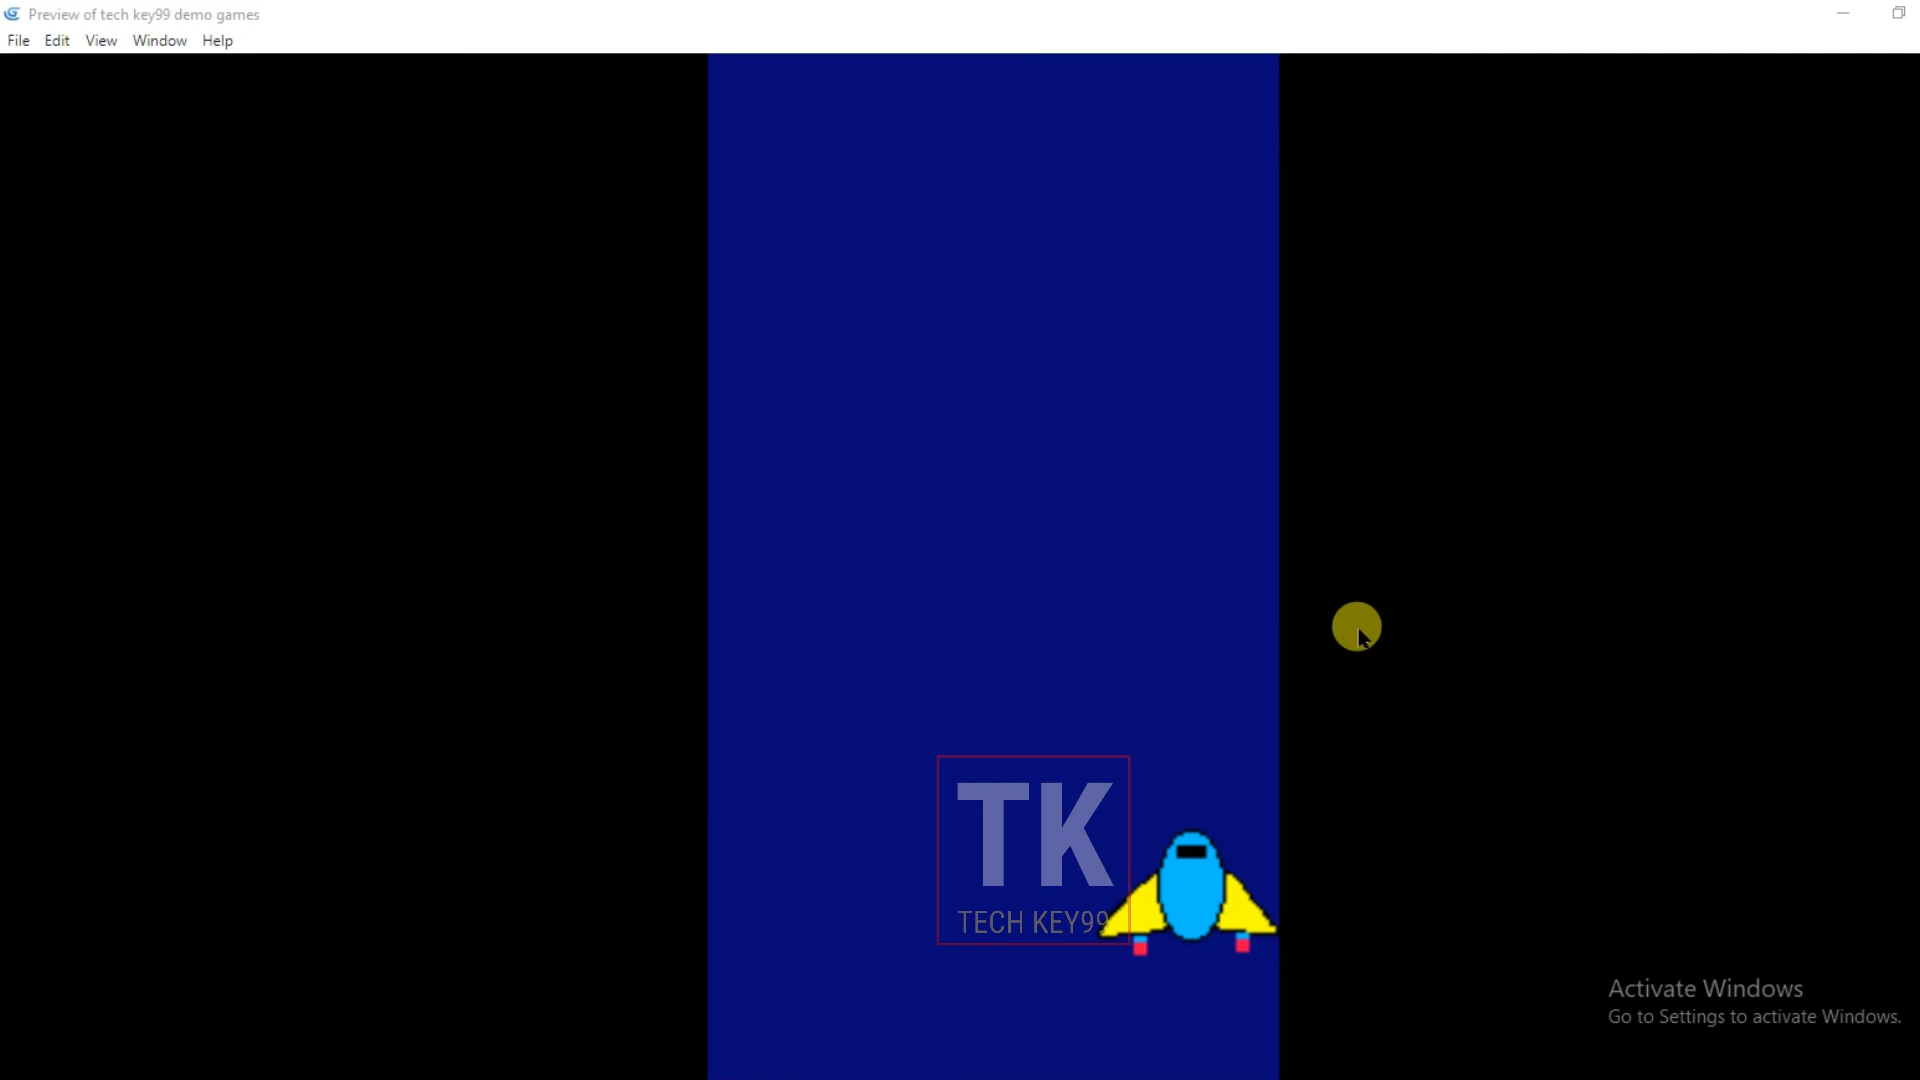 Preview of tech key99 demo games
File Edit View Window Help
TK
TECH KEY99
Activate Windows
Go to Settings to activate Windows.